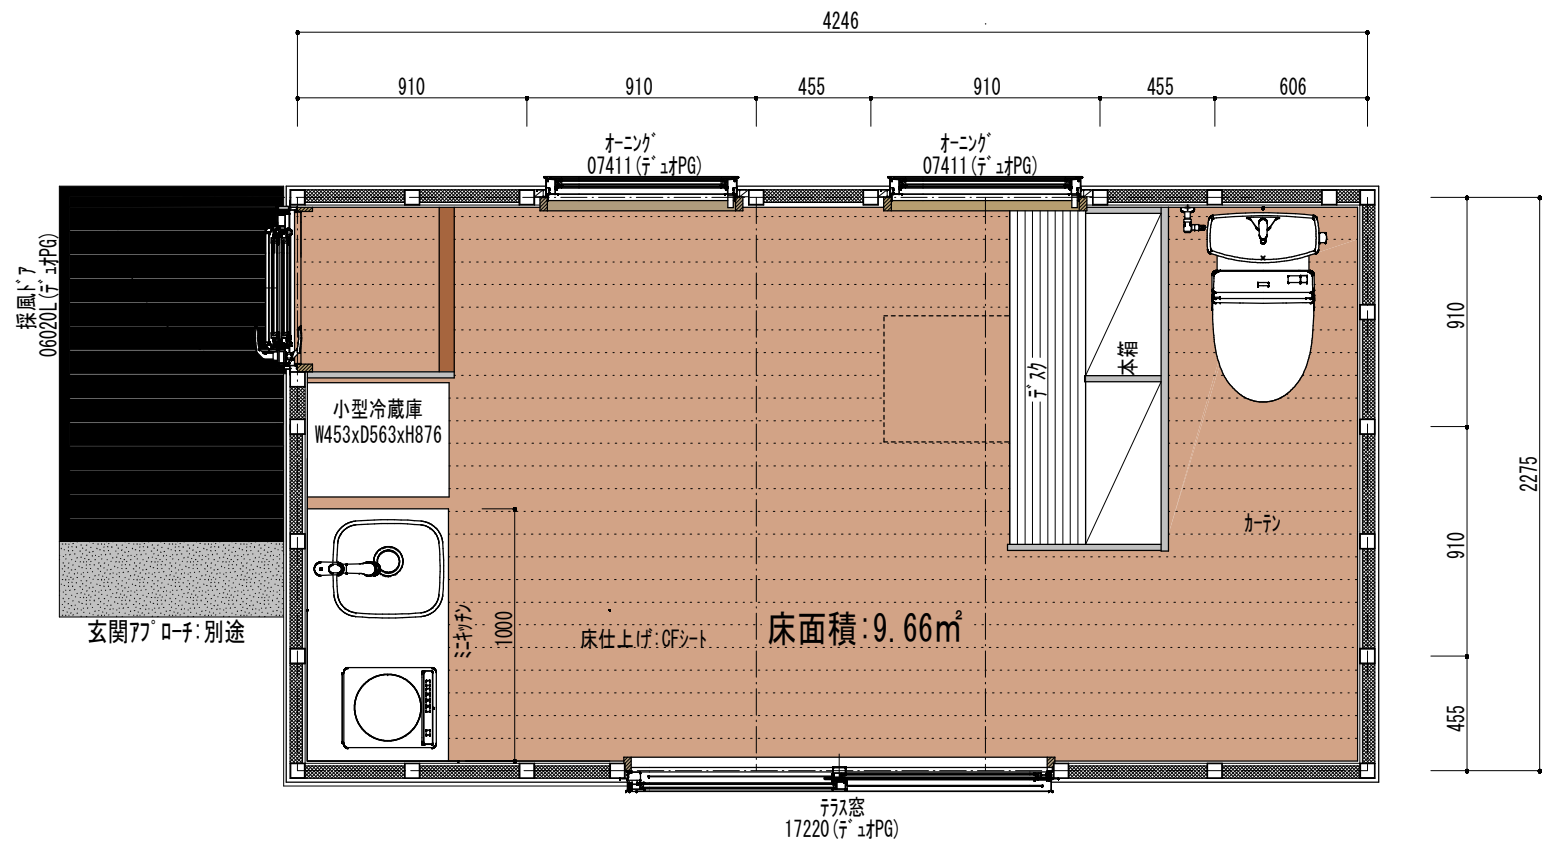 4246
910
910
455
910
455
606
ｵｰﾆﾝｸﾞ
07411(ﾃﾞｭｵPG)
ｵｰﾆﾝｸﾞ
07411(ﾃﾞｭｵPG)
採風ﾄﾞｱ
06020L(ﾃﾞｭｵPG)
小型冷蔵庫
W453xD563xH876
ﾃﾞｽｸ
本箱
ｶｰﾃﾝ
910
910
455
2275
玄関ｱﾌﾟﾛｰﾁ:別途
ﾐﾆｷｯﾁﾝ
1000
床仕上げ:CFｼｰﾄ
床面積:9.66㎡
ﾃﾗｽ窓
17220(ﾃﾞｭｵPG)